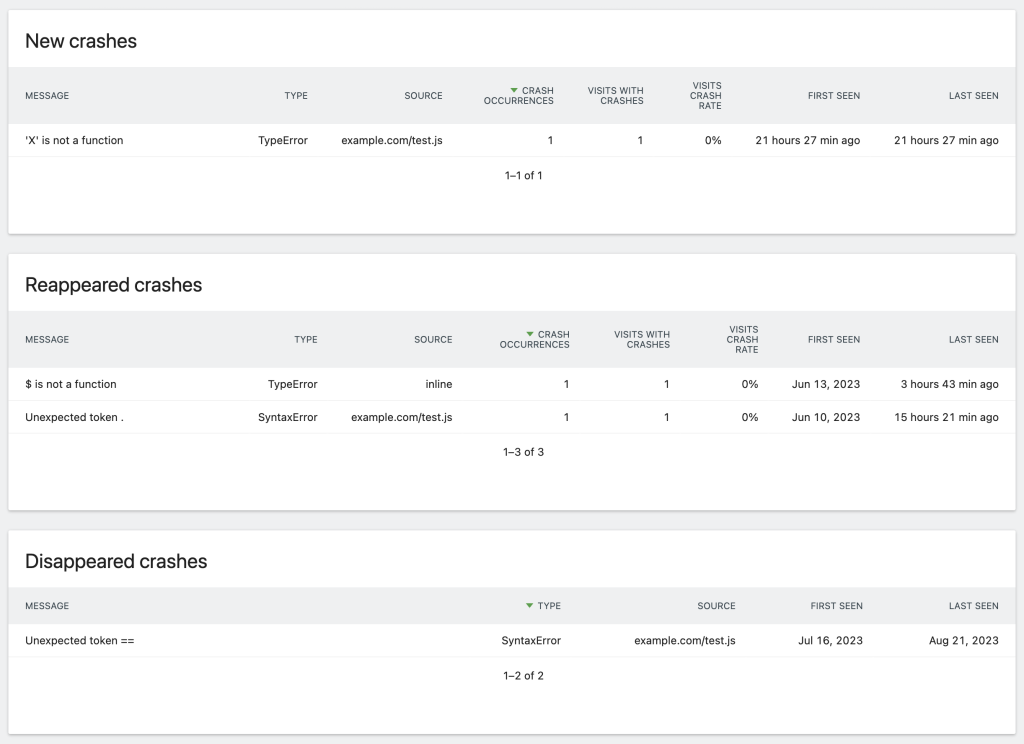 New crashes
MESSAGE TYPE SOURCE CRASH OCCURRENCES VISITS WITH CRASHES VISITS CRASH RATE FIRST SEEN LAST SEEN
'X' is not a function TypeError example.com/test.js 1 1 0% 21 hours 27 min ago 21 hours 27 min ago
1–1 of 1
Reappeared crashes
MESSAGE TYPE SOURCE CRASH OCCURRENCES VISITS WITH CRASHES VISITS CRASH RATE FIRST SEEN LAST SEEN
$ is not a function TypeError inline 1 1 0% Jun 13, 2023 3 hours 43 min ago
Unexpected token . SyntaxError example.com/test.js 1 1 0% Jun 10, 2023 15 hours 21 min ago
1–3 of 3
Disappeared crashes
MESSAGE TYPE SOURCE FIRST SEEN LAST SEEN
Unexpected token == SyntaxError example.com/test.js Jul 16, 2023 Aug 21, 2023
1–2 of 2